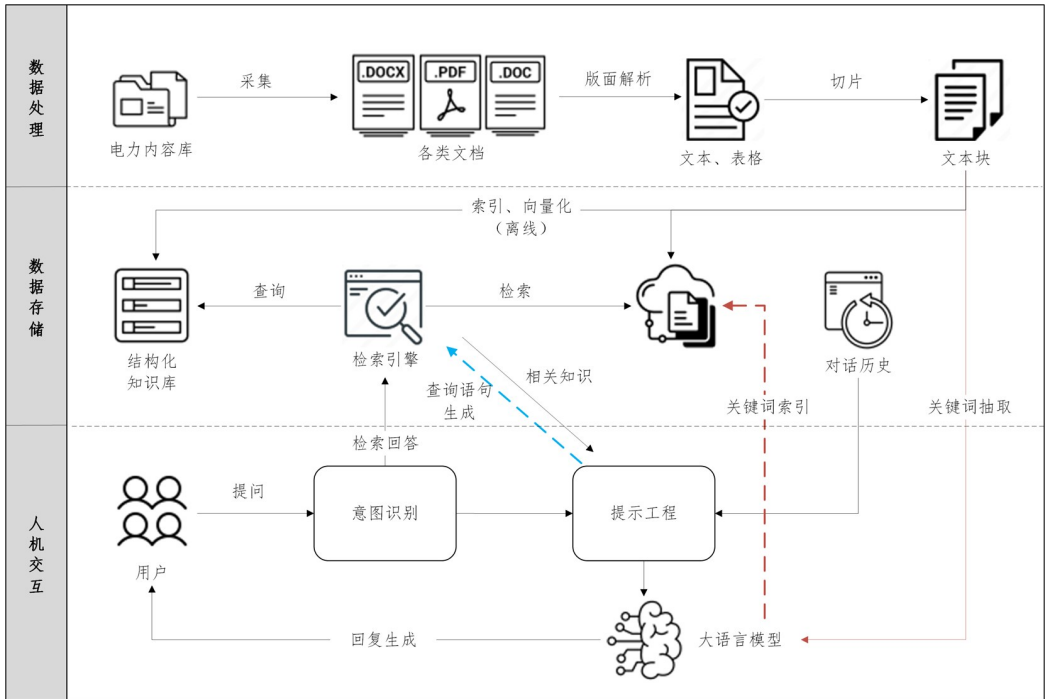 数据处理
采集
.DOCX
.PDF
.DOC
版面解析
切片
电力内容库
各类文档
文本、表格
文本块
数据存储
索引、向量化
（离线）
查询
检索
结构化
知识库
检索引擎
对话历史
相关知识
查询语句
生成
关键词索引
关键词抽取
人机交互
检索回答
提问
意图识别
提示工程
用户
回复生成
大语言模型